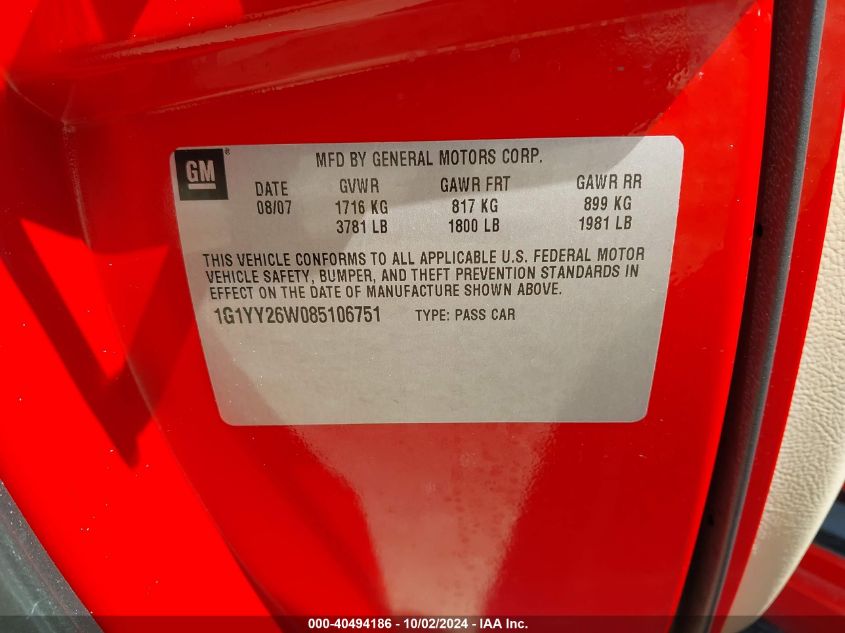 GM®
MFD BY GENERAL MOTORS CORP.
DATE GVWR GAWR FRT GAWR RR
08/07 1716 KG 817 KG 899 KG
3781 LB 1800 LB 1981 LB
THIS VEHICLE CONFORMS TO ALL APPLICABLE U.S. FEDERAL MOTOR
VEHICLE SAFETY, BUMPER, AND THEFT PREVENTION STANDARDS IN
EFFECT ON THE DATE OF MANUFACTURE SHOWN ABOVE.
1G1YY26W085106751 TYPE: PASS CAR
000-40494186 - 10/02/2024 - IAA Inc.